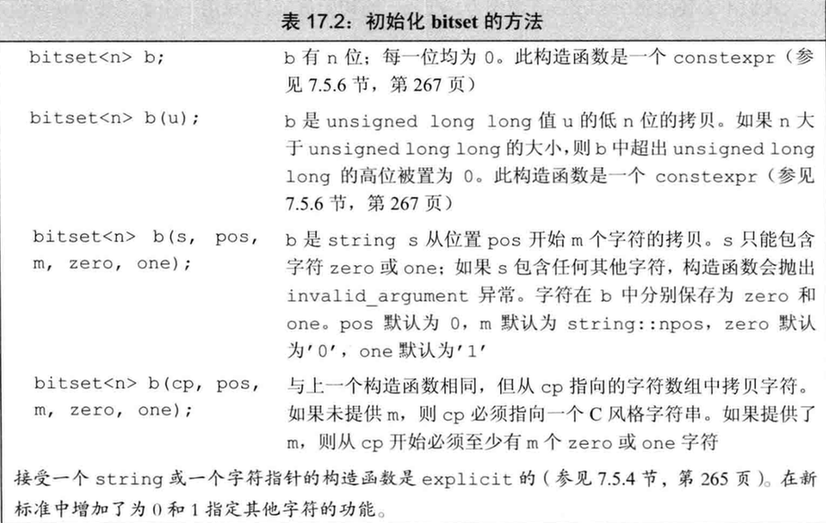 表 17.2：初始化 bitset 的方法
bitset<n> b;
b 有 n 位；每一位均为 0。此构造函数是一个 constexpr（参
见 7.5.6 节，第 267 页）
bitset<n> b(u);
b 是 unsigned long long 值 u 的低 n 位的拷贝。如果 n 大
于 unsigned long long 的大小，则 b 中超出 unsigned long
long 的高位被置为 0。此构造函数是一个 constexpr（参见
7.5.6 节，第 267 页）
bitset<n> b(s, pos,
m, zero, one);
b 是 string s 从位置 pos 开始 m 个字符的拷贝。s 只能包含
字符 zero 或 one；如果 s 包含任何其他字符，构造函数会抛出
invalid_argument 异常。字符在 b 中分别保存为 zero 和
one。pos 默认为 0，m 默认为 string::npos，zero 默认
为'0'，one 默认为'1'
bitset<n> b(cp, pos,
m, zero, one);
与上一个构造函数相同，但从 cp 指向的字符数组中拷贝字符。
如果未提供 m，则 cp 必须指向一个 C 风格字符串。如果提供了
m，则从 cp 开始必须至少有 m 个 zero 或 one 字符
接受一个 string 或一个字符指针的构造函数是 explicit 的（参见 7.5.4 节，第 265 页）。在新
标准中增加了为 0 和 1 指定其他字符的功能。